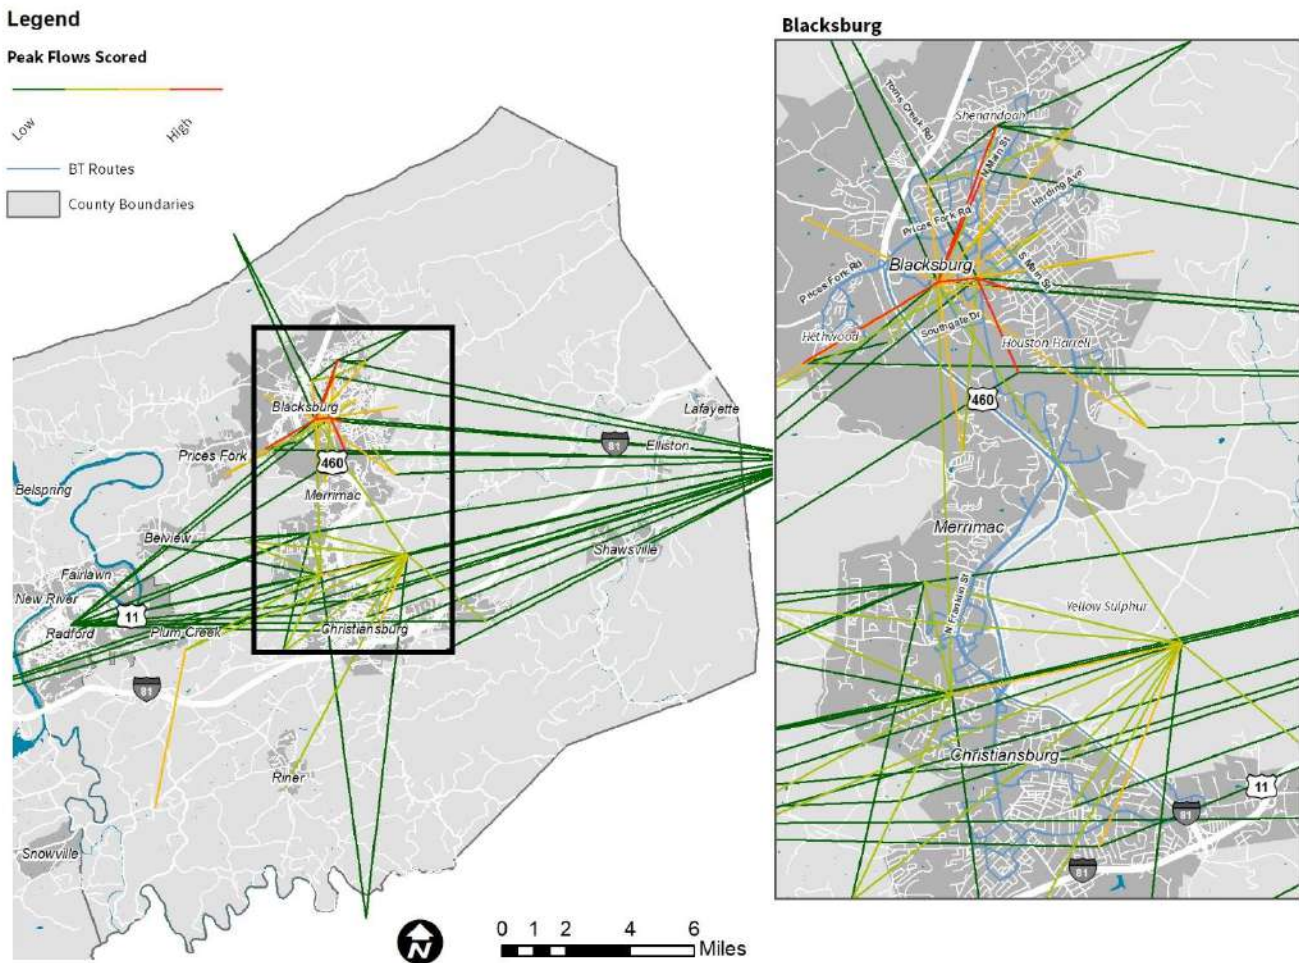 Legend
Peak Flows Scored
Low
High
BT Routes
County Boundaries
Blacksburg
Prices Fork
460
Merrimac
Belspring
Belview
Fairlawn
New River
11
Radford
Plum Creek
Christiansburg
81
Riner
Snowville
Lafayette
81
Elliston
Shawsville
N
0 1 2 4 6
Miles
Blacksburg
Toms Creek Rd
Shenandoah
N Main St
Harding Ave
Prices Fork Rd
Blacksburg
S Main St
Prices Fork Rd
Southgate Dr
Hethwood
Houston Harrell
460
Merrimac
N Franklin St
Yellow Sulphur
Christiansburg
11
81
81